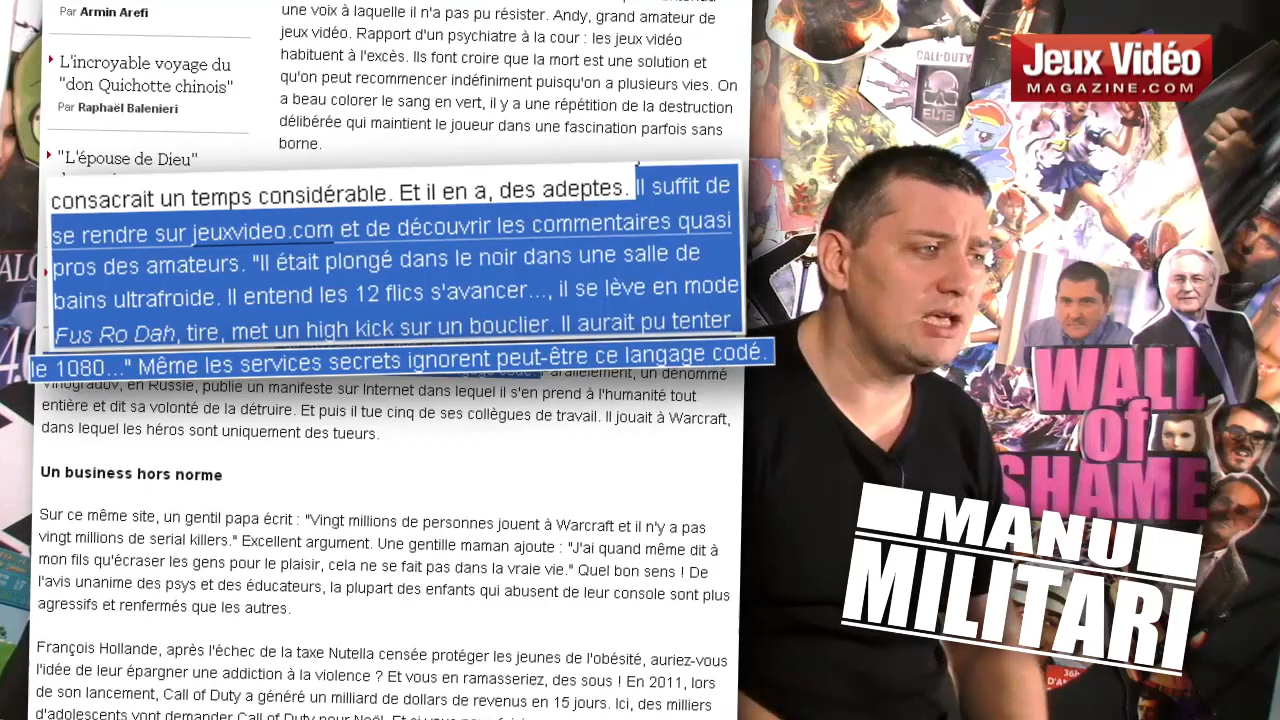 Par Armin Arefi
L'incroyable voyage du
"don Quichotte chinois"
Par Raphaël Balenieri
"L'épouse de Dieu"
une voix à laquelle il n'a pas pu résister. Andy, grand amateur de
jeux vidéo. Rapport d'un psychiatre à la cour : les jeux vidéo
habituent à l'excès. Ils font croire que la mort est une solution et
qu'on peut recommencer indéfiniment puisqu'on a plusieurs vies. On
a beau colorer le sang en vert, il y a une répétition de la destruction
délibérée qui maintient le joueur dans une fascination parfois sans
borne.
consacrait un temps considérable. Et il en a, des adeptes. Il suffit de
se rendre sur jeuxvideo.com et de découvrir les commentaires quasi
pros des amateurs. "Il était plongé dans le noir dans une salle de
bains ultrafroide. Il entend les 12 flics s'avancer..., il se lève en mode
Fus Ro Dah, tire, met un high kick sur un bouclier. Il aurait pu tenter
le 1080..." Même les services secrets ignorent peut-être ce langage codé.
Parallèlement, un dénommé
Vinogradov, en Russie, publie un manifeste sur Internet dans lequel il s'en prend à l'humanité tout
entière et dit sa volonté de la détruire. Et puis il tue cinq de ses collègues de travail. Il jouait à Warcraft,
dans lequel les héros sont uniquement des tueurs.
Un business hors norme
Sur ce même site, un gentil papa écrit : "Vingt millions de personnes jouent à Warcraft et il n'y a pas
vingt millions de serial killers." Excellent argument. Une gentille maman ajoute : "J'ai quand même dit à
mon fils qu'écraser les gens pour le plaisir, cela ne se fait pas dans la vraie vie." Quel bon sens ! De
l'avis unanime des psys et des éducateurs, la plupart des enfants qui abusent de leur console sont plus
agressifs et renfermés que les autres.
François Hollande, après l'échec de la taxe Nutella censée protéger les jeunes de l'obésité, auriez-vous
l'idée de leur épargner une addiction à la violence ? Et vous en ramasseriez, des sous ! En 2011, lors
de son lancement, Call of Duty a généré un milliard de dollars de revenus en 15 jours. Ici, des milliers
d'adolescents vont demander Call of Duty pour Noël. Et si vous
Jeux Vidéo
MAGAZINE.COM
CALL·DUTY
ELITE
WALL
of
SHAME
MANU
MILITARI